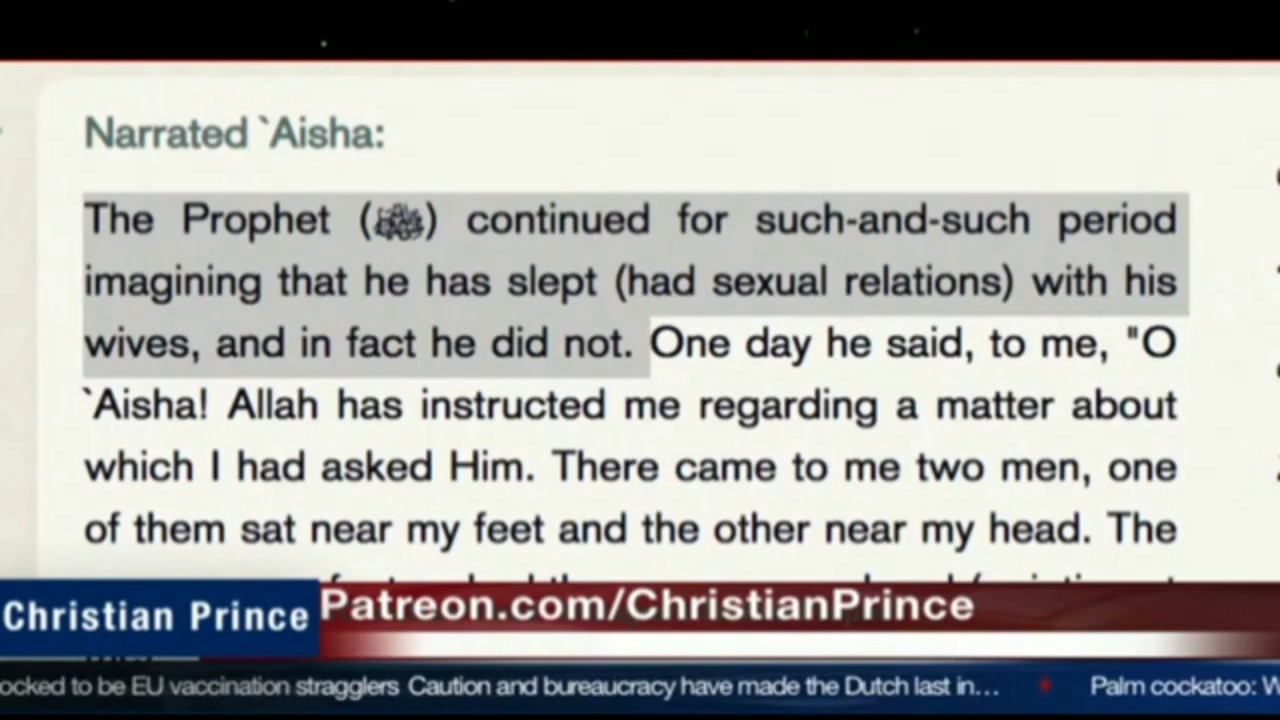 Narrated `Aisha:
The Prophet (ﷺ) continued for such-and-such period
imagining that he has slept (had sexual relations) with his
wives, and in fact he did not. One day he said, to me, "O
`Aisha! Allah has instructed me regarding a matter about
which I had asked Him. There came to me two men, one
of them sat near my feet and the other near my head. The
Christian Prince
Patreon.com/ChristianPrince
ocked to be EU vaccination stragglers Caution and bureaucracy have made the Dutch last in... Palm cockatoo: W